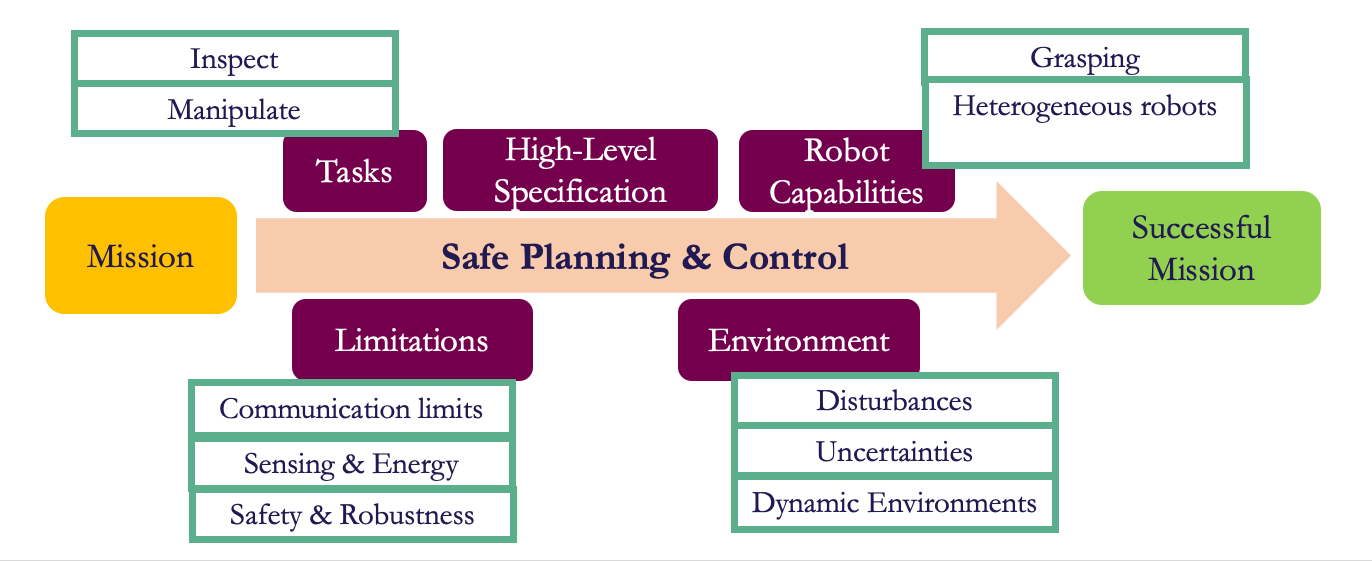 Inspect
Manipulate
Grasping
Heterogeneous robots
Tasks
High-Level
Specification
Robot
Capabilities
Mission
Safe Planning & Control
Successful
Mission
Limitations
Environment
Communication limits
Sensing & Energy
Safety & Robustness
Disturbances
Uncertainties
Dynamic Environments